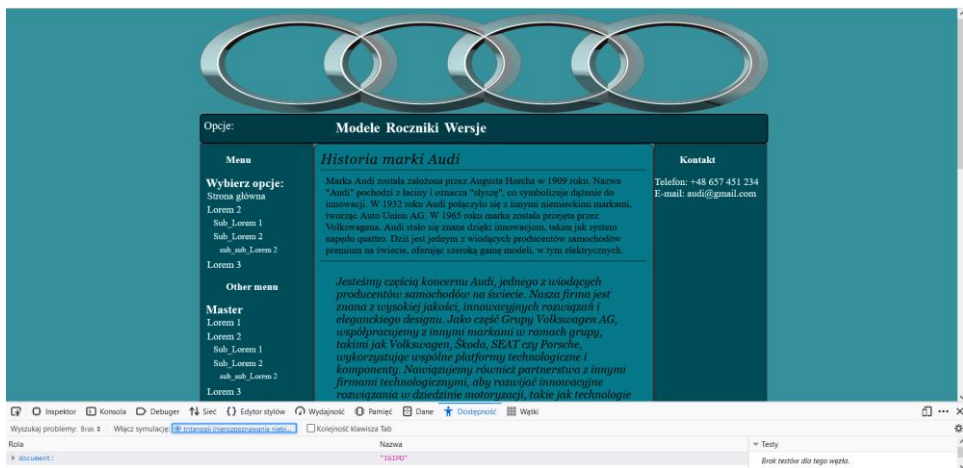 Opcje:
Modele Roczniki Wersje
Menu
Wybierz opcje:
Strona główna
Lorem 2
Sub_Lorem 1
Sub_Lorem 2
sub_sub_Lorem 2
Lorem 3
Other menu
Master
Lorem 1
Lorem 2
Sub_Lorem 1
Sub_Lorem 2
sub_sub_Lorem 2
Lorem 3
Historia marki Audi
Marka Audi została założona przez Augusta Horcha w 1909 roku. Nazwa
"Audi" pochodzi z łaciny i oznacza "słyszę", co symbolizuje dążenie do
innowacji. W 1932 roku Audi połączyło się z innymi niemieckimi markami,
tworząc Auto Union AG. W 1965 roku marka została przejęta przez
Volkswagena. Audi stało się znane dzięki innowacjom, takim jak system
napędu quattro. Dziś jest jednym z wiodących producentów samochodów
premium na świecie, oferując szeroką gamę modeli, w tym elektrycznych.
Jesteśmy częścią koncernu Audi, jednego z wiodących
producentów samochodów na świecie. Nasza firma jest
znana z wysokiej jakości, innowacyjnych rozwiązań i
eleganckiego designu. Jako część Grupy Volkswagen AG,
współpracujemy z innymi markami w ramach grupy,
takimi jak Volkswagen, Škoda, SEAT czy Porsche,
wykorzystując wspólne platformy technologiczne i
komponenty. Nawiązujemy również partnerstwa z innymi
firmami technologicznymi, aby rozwijać innowacyjne
rozwiązania w dziedzinie motoryzacji, takie jak technologie
Kontakt
Telefon: +48 657 451 234
E-mail: audi@gmail.com
Inspektor Konsola Debuger Sieć Edytor stylów Wydajność Pamięć Dane Dostępność Wątki
Wyszukaj problemy: Brak Włącz symulację: tritanopii (nierozpoznawania niebi... Kolejność klawisza Tab
Rola Nazwa Testy
document: "IGIPD" Brak testów dla tego węzła.